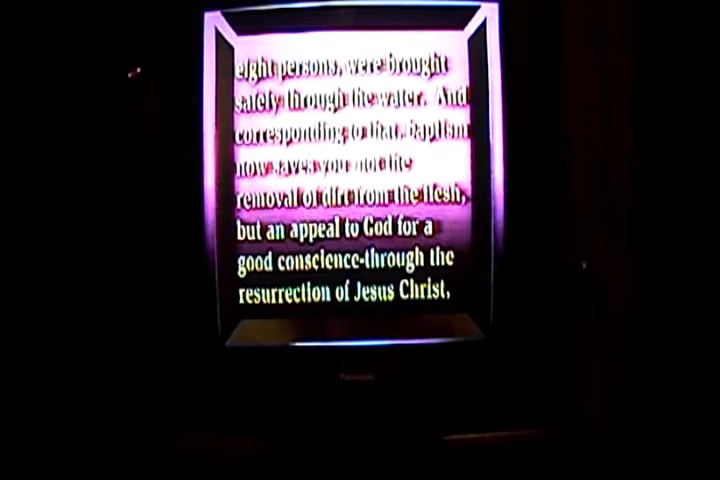 eight persons, were brought
safely through the water. And
corresponding to that, baptism
now saves you-not the
removal of dirt from the flesh,
but an appeal to God for a
good conscience-through the
resurrection of Jesus Christ,
Panasonic